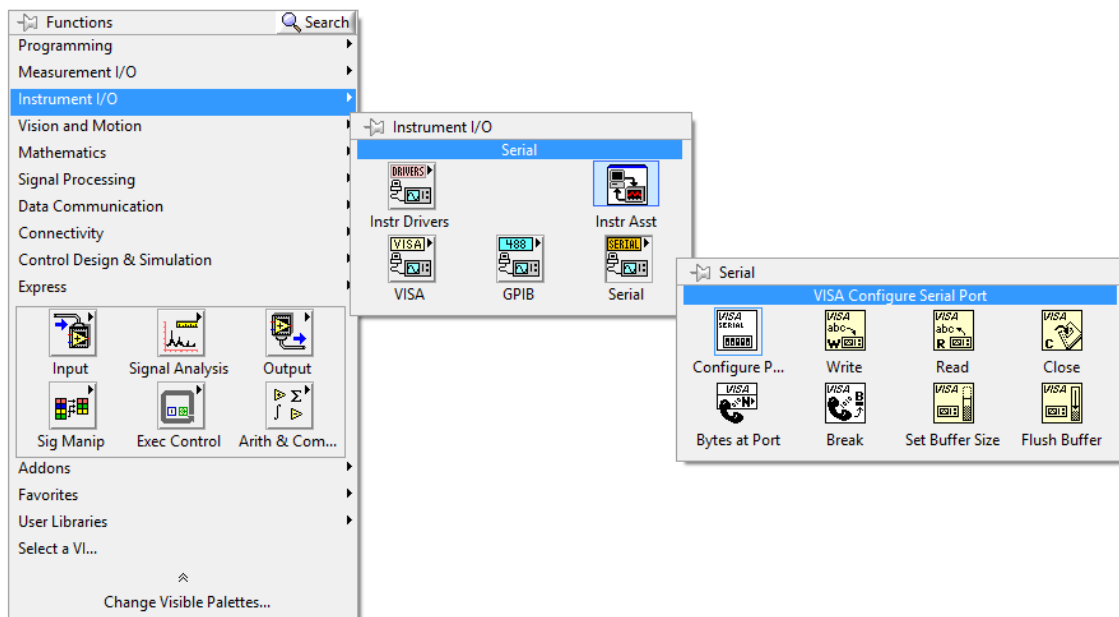 Functions
Search
Programming
Measurement I/O
Instrument I/O
Vision and Motion
Mathematics
Signal Processing
Data Communication
Connectivity
Control Design & Simulation
Express
Input Signal Analysis Output
Sig Manip Exec Control Arith & Com...
Addons
Favorites
User Libraries
Select a VI...
Change Visible Palettes...
Instrument I/O
Serial
DRIVERS
Instr Drivers Instr Asst
VISA 488 SERIAL
VISA GPIB Serial
Serial
VISA Configure Serial Port
VISA SERIAL VISA abc W VISA abc R VISA C
Configure P... Write Read Close
VISA N VISA B VISA VISA
Bytes at Port Break Set Buffer Size Flush Buffer